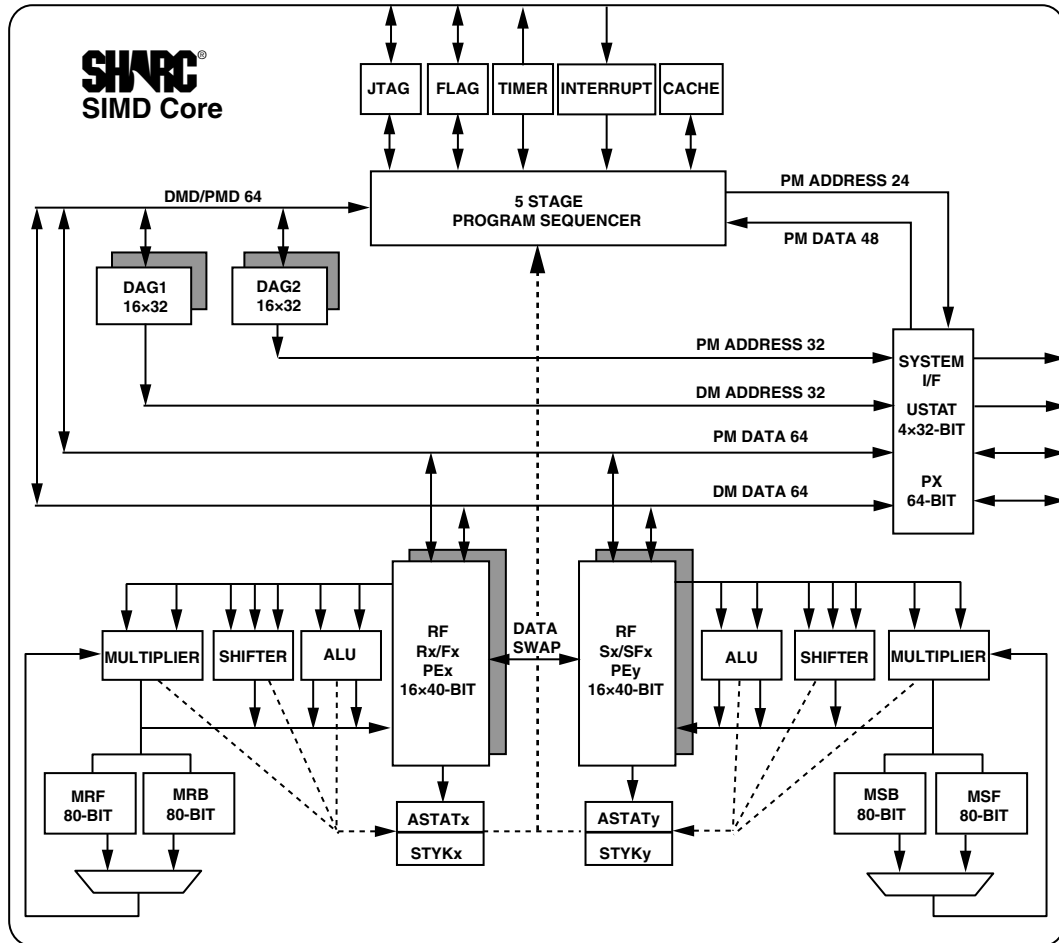 SHARC®
SIMD Core
JTAG
FLAG
TIMER
INTERRUPT
CACHE
5 STAGE
PROGRAM SEQUENCER
DMD/PMD 64
PM ADDRESS 24
PM DATA 48
DAG1
16×32
DAG2
16×32
PM ADDRESS 32
DM ADDRESS 32
PM DATA 64
DM DATA 64
SYSTEM
I/F
USTAT
4×32-BIT
PX
64-BIT
MULTIPLIER
SHIFTER
ALU
RF
Rx/Fx
PEx
16×40-BIT
DATA
SWAP
RF
Sx/SFx
PEy
16×40-BIT
ALU
SHIFTER
MULTIPLIER
MRF
80-BIT
MRB
80-BIT
ASTATx
STYKx
ASTATy
STYKy
MSB
80-BIT
MSF
80-BIT